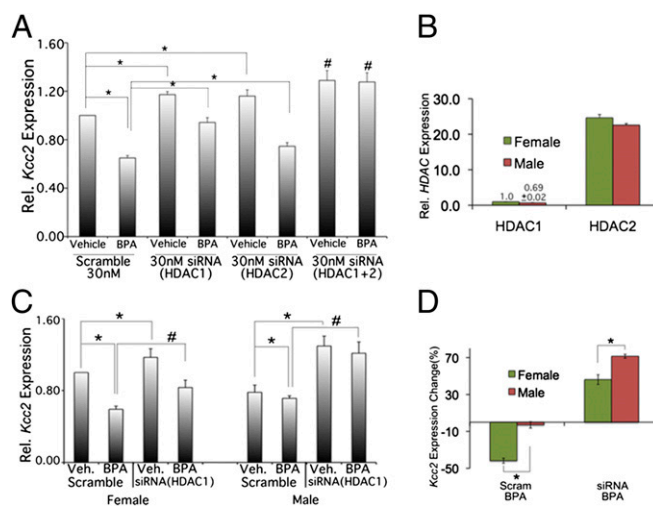 A
Rel. Kcc2 Expression
1.60
1.20
0.80
0.40
0.00
*
*
*
*
*
#
#
Vehicle BPA Vehicle BPA Vehicle BPA Vehicle BPA
Scramble 30nM siRNA 30nM siRNA 30nM siRNA
30nM (HDAC1) (HDAC2) (HDAC1+2)
B
Rel. HDAC Expression
30.0
20.0
10.0
0.0
Female
Male
1.0
0.69
±0.02
HDAC1 HDAC2
C
Rel. Kcc2 Expression
1.60
0.80
0.00
*
*
#
*
*
#
Veh. BPA Veh. BPA Veh. BPA Veh. BPA
Scramble siRNA(HDAC1) Scramble siRNA(HDAC1)
Female Male
D
Kcc2 Expression Change(%)
70
30
-10
-50
Female
Male
*
*
Scram siRNA
BPA BPA